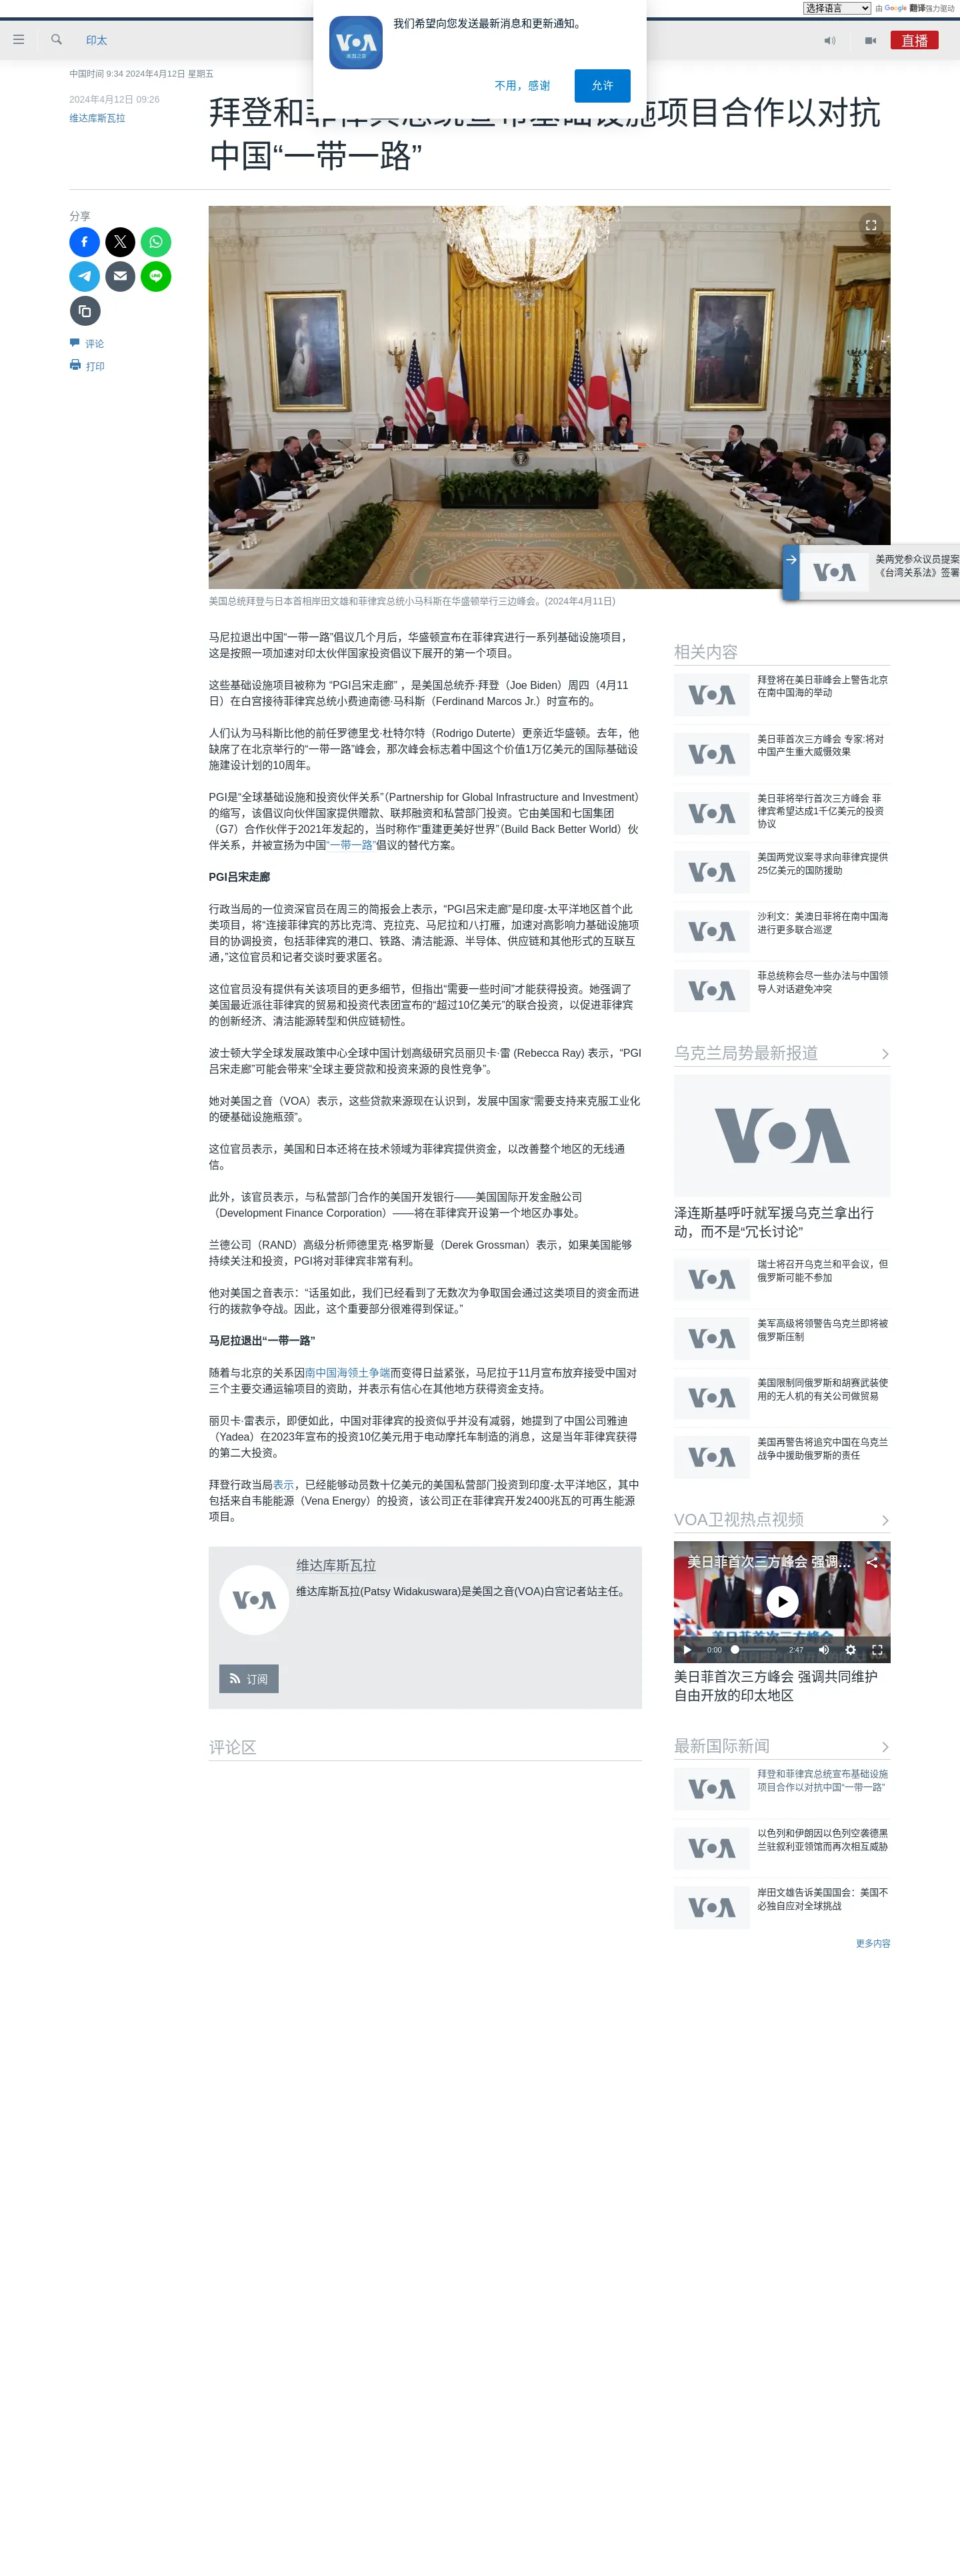 选择语言 由 Google 翻译强力驱动
我们希望向您发送最新消息和更新通知。
VOA
美国之音
不用，感谢
允许
印太
直播
中国时间 9:34 2024年4月12日 星期五
2024年4月12日 09:26
维达库斯瓦拉
拜登和菲律宾总统宣布基础设施项目合作以对抗
中国“一带一路”
分享
评论
打印
美国总统拜登与日本首相岸田文雄和菲律宾总统小马科斯在华盛顿举行三边峰会。(2024年4月11日)
VOA
美两党参众议员提案
《台湾关系法》签署
马尼拉退出中国“一带一路”倡议几个月后，华盛顿宣布在菲律宾进行一系列基础设施项目，
这是按照一项加速对印太伙伴国家投资倡议下展开的第一个项目。
这些基础设施项目被称为 “PGI吕宋走廊” ，是美国总统乔·拜登（Joe Biden）周四（4月11
日）在白宫接待菲律宾总统小费迪南德·马科斯（Ferdinand Marcos Jr.）时宣布的。
人们认为马科斯比他的前任罗德里戈·杜特尔特（Rodrigo Duterte）更亲近华盛顿。去年，他
缺席了在北京举行的“一带一路”峰会，那次峰会标志着中国这个价值1万亿美元的国际基础设
施建设计划的10周年。
PGI是“全球基础设施和投资伙伴关系”（Partnership for Global Infrastructure and Investment）
的缩写，该倡议向伙伴国家提供赠款、联邦融资和私营部门投资。它由美国和七国集团
（G7）合作伙伴于2021年发起的，当时称作“重建更美好世界”（Build Back Better World）伙
伴关系，并被宣扬为中国“一带一路”倡议的替代方案。
PGI吕宋走廊
行政当局的一位资深官员在周三的简报会上表示，“PGI吕宋走廊”是印度-太平洋地区首个此
类项目，将“连接菲律宾的苏比克湾、克拉克、马尼拉和八打雁，加速对高影响力基础设施项
目的协调投资，包括菲律宾的港口、铁路、清洁能源、半导体、供应链和其他形式的互联互
通，”这位官员和记者交谈时要求匿名。
这位官员没有提供有关该项目的更多细节，但指出“需要一些时间”才能获得投资。她强调了
美国最近派往菲律宾的贸易和投资代表团宣布的“超过10亿美元”的联合投资，以促进菲律宾
的创新经济、清洁能源转型和供应链韧性。
波士顿大学全球发展政策中心全球中国计划高级研究员丽贝卡·雷 (Rebecca Ray) 表示，“PGI
吕宋走廊”可能会带来“全球主要贷款和投资来源的良性竞争”。
她对美国之音（VOA）表示，这些贷款来源现在认识到，发展中国家“需要支持来克服工业化
的硬基础设施瓶颈”。
这位官员表示，美国和日本还将在技术领域为菲律宾提供资金，以改善整个地区的无线通
信。
此外，该官员表示，与私营部门合作的美国开发银行——美国国际开发金融公司
（Development Finance Corporation）——将在菲律宾开设第一个地区办事处。
兰德公司（RAND）高级分析师德里克·格罗斯曼（Derek Grossman）表示，如果美国能够
持续关注和投资，PGI将对菲律宾非常有利。
他对美国之音表示：“话虽如此，我们已经看到了无数次为争取国会通过这类项目的资金而进
行的拨款争夺战。因此，这个重要部分很难得到保证。”
马尼拉退出“一带一路”
随着与北京的关系因南中国海领土争端而变得日益紧张，马尼拉于11月宣布放弃接受中国对
三个主要交通运输项目的资助，并表示有信心在其他地方获得资金支持。
丽贝卡·雷表示，即便如此，中国对菲律宾的投资似乎并没有减弱，她提到了中国公司雅迪
（Yadea）在2023年宣布的投资10亿美元用于电动摩托车制造的消息，这是当年菲律宾获得
的第二大投资。
拜登行政当局表示，已经能够动员数十亿美元的美国私营部门投资到印度-太平洋地区，其中
包括来自韦能能源（Vena Energy）的投资，该公司正在菲律宾开发2400兆瓦的可再生能源
项目。
VOA
维达库斯瓦拉
维达库斯瓦拉(Patsy Widakuswara)是美国之音(VOA)白宫记者站主任。
订阅
评论区
相关内容
VOA
拜登将在美日菲峰会上警告北京
在南中国海的举动
VOA
美日菲首次三方峰会 专家:将对
中国产生重大威慑效果
VOA
美日菲将举行首次三方峰会 菲
律宾希望达成1千亿美元的投资
协议
VOA
美国两党议案寻求向菲律宾提供
25亿美元的国防援助
VOA
沙利文：美澳日菲将在南中国海
进行更多联合巡逻
VOA
菲总统称会尽一些办法与中国领
导人对话避免冲突
乌克兰局势最新报道
VOA
泽连斯基呼吁就军援乌克兰拿出行
动，而不是“冗长讨论”
VOA
瑞士将召开乌克兰和平会议，但
俄罗斯可能不参加
VOA
美军高级将领警告乌克兰即将被
俄罗斯压制
VOA
美国限制同俄罗斯和胡赛武装使
用的无人机的有关公司做贸易
VOA
美国再警告将追究中国在乌克兰
战争中援助俄罗斯的责任
VOA卫视热点视频
美日菲首次三方峰会 强调...
美日菲首次三方峰会
0:00
2:47
美日菲首次三方峰会 强调共同维护
自由开放的印太地区
最新国际新闻
VOA
拜登和菲律宾总统宣布基础设施
项目合作以对抗中国“一带一路”
VOA
以色列和伊朗因以色列空袭德黑
兰驻叙利亚领馆而再次相互威胁
VOA
岸田文雄告诉美国国会：美国不
必独自应对全球挑战
更多内容